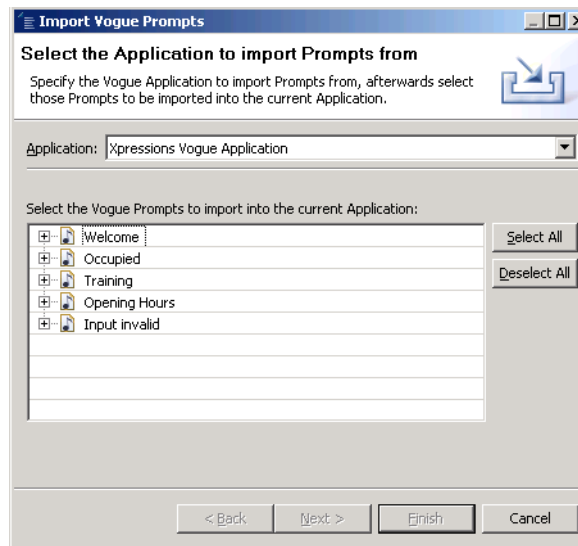 Import Vogue Prompts
Select the Application to import Prompts from
Specify the Vogue Application to import Prompts from, afterwards select
those Prompts to be imported into the current Application.
Application: Xpressions Vogue Application
Select the Vogue Prompts to import into the current Application:
Welcome
Select All
Occupied
Deselect All
Training
Opening Hours
Input invalid
< Back
Next >
Finish
Cancel